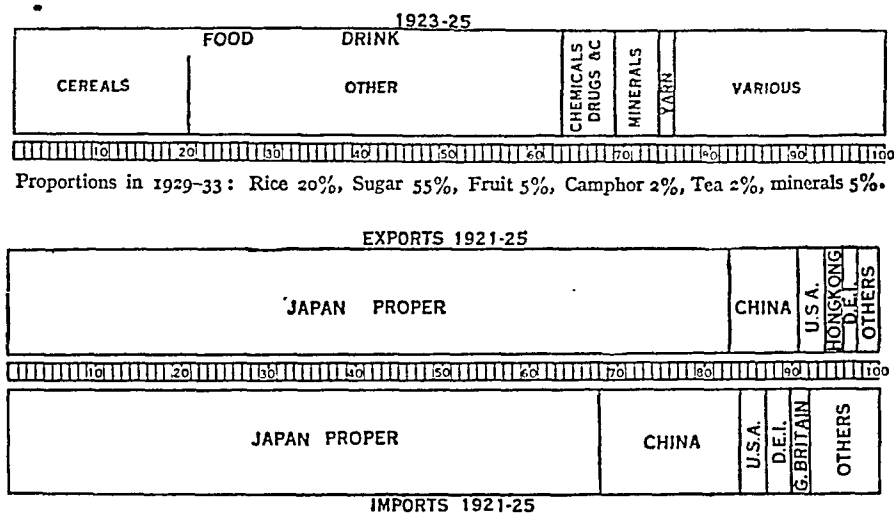 1923-25
FOOD DRINK
CEREALS
OTHER
CHEMICALS
DRUGS &C
MINERALS
YARN
VARIOUS
10 20 30 40 50 60 70 80 90 100
Proportions in 1929-33: Rice 20%, Sugar 55%, Fruit 5%, Camphor 2%, Tea 2%, minerals 5%.
EXPORTS 1921-25
JAPAN PROPER
CHINA
U.S.A.
HONGKONG
D.E.I.
OTHERS
10 20 30 40 50 60 70 80 90 100
JAPAN PROPER
CHINA
U.S.A.
D.E.I.
G. BRITAIN
OTHERS
IMPORTS 1921-25